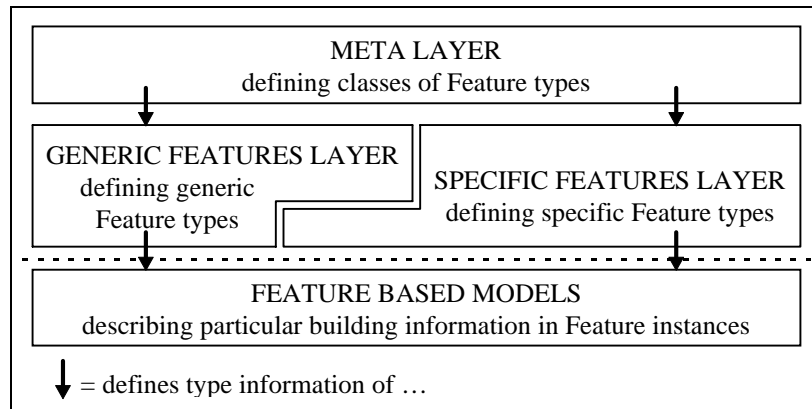 META LAYER
defining classes of Feature types
GENERIC FEATURES LAYER
defining generic
Feature types
SPECIFIC FEATURES LAYER
defining specific Feature types
FEATURE BASED MODELS
describing particular building information in Feature instances
= defines type information of …